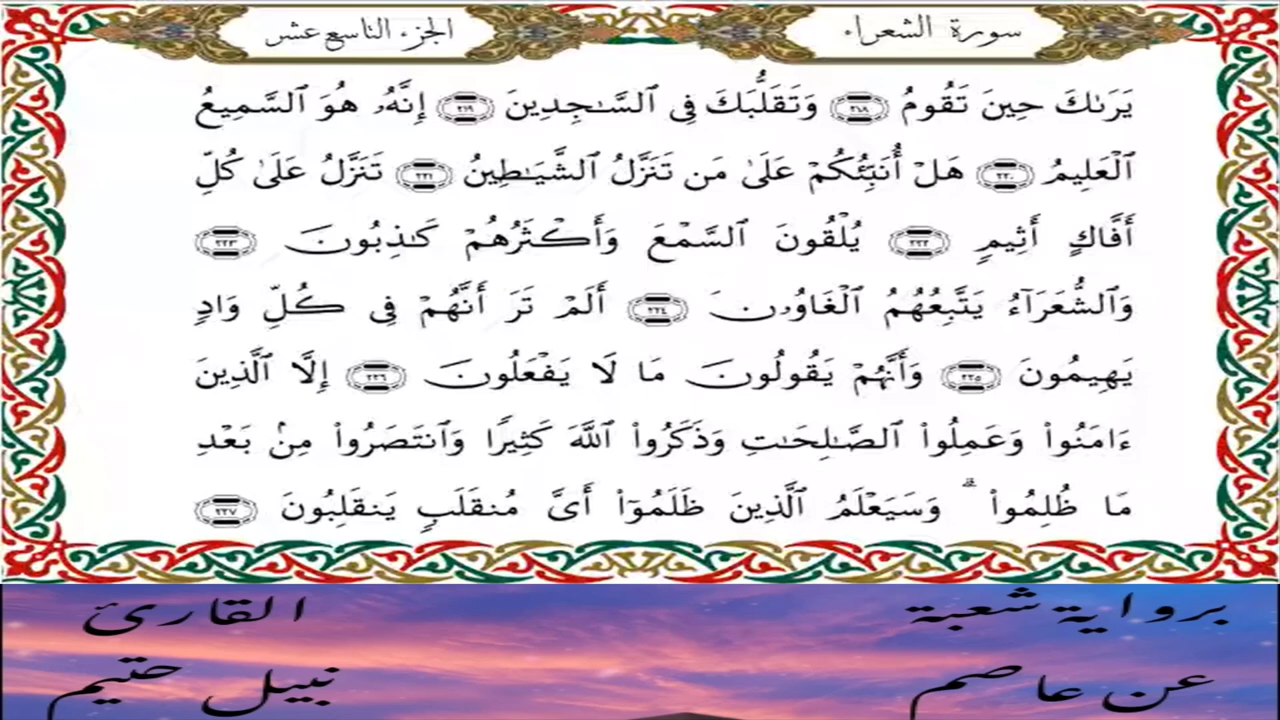 سورة الشعراء الجزء التاسع عشر
يَرَىٰكَ حِينَ تَقُومُ ٢١٨ وَتَقَلُّبَكَ فِي ٱلسَّـٰجِدِينَ ٢١٩ إِنَّهُۥ هُوَ ٱلسَّمِيعُ
ٱلْعَلِيمُ ٢٢٠ هَلْ أُنَبِّئُكُمْ عَلَىٰ مَن تَنَزَّلُ ٱلشَّيَـٰطِينُ ٢٢١ تَنَزَّلُ عَلَىٰ كُلِّ
أَفَّاكٍ أَثِيمٍ ٢٢٢ يُلْقُونَ ٱلسَّمْعَ وَأَكْثَرُهُمْ كَـٰذِبُونَ ٢٢٣
وَٱلشُّعَرَآءُ يَتَّبِعُهُمُ ٱلْغَاوُۥنَ ٢٢٤ أَلَمْ تَرَ أَنَّهُمْ فِي كُلِّ وَادٍ
يَهِيمُونَ ٢٢٥ وَأَنَّهُمْ يَقُولُونَ مَا لَا يَفْعَلُونَ ٢٢٦ إِلَّا ٱلَّذِينَ
ءَامَنُوا۟ وَعَمِلُوا۟ ٱلصَّـٰلِحَـٰتِ وَذَكَرُوا۟ ٱللَّهَ كَثِيرًا وَٱنتَصَرُوا۟ مِنۢ بَعْدِ
مَا ظُلِمُوا۟ ۗ وَسَيَعْلَمُ ٱلَّذِينَ ظَلَمُوٓا۟ أَىَّ مُنقَلَبٍ يَنقَلِبُونَ ٢٢٧
برواية شعبة القارئ
عن عاصم نبيل حتيم